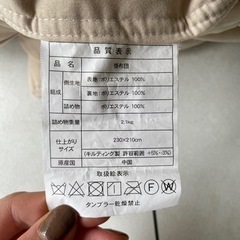 品質表示
品名 掛布団
組成 側生地 表地:ポリエステル 100%
裏地:ポリエステル 100%
詰め物 ポリエステル 100%
詰め物重量 2.1kg
仕上がりサイズ 230×210cm
(キルティング製 許容範囲 +5%~-3%)
原産国 中国
取扱絵表示
F W
タンブラー乾燥禁止